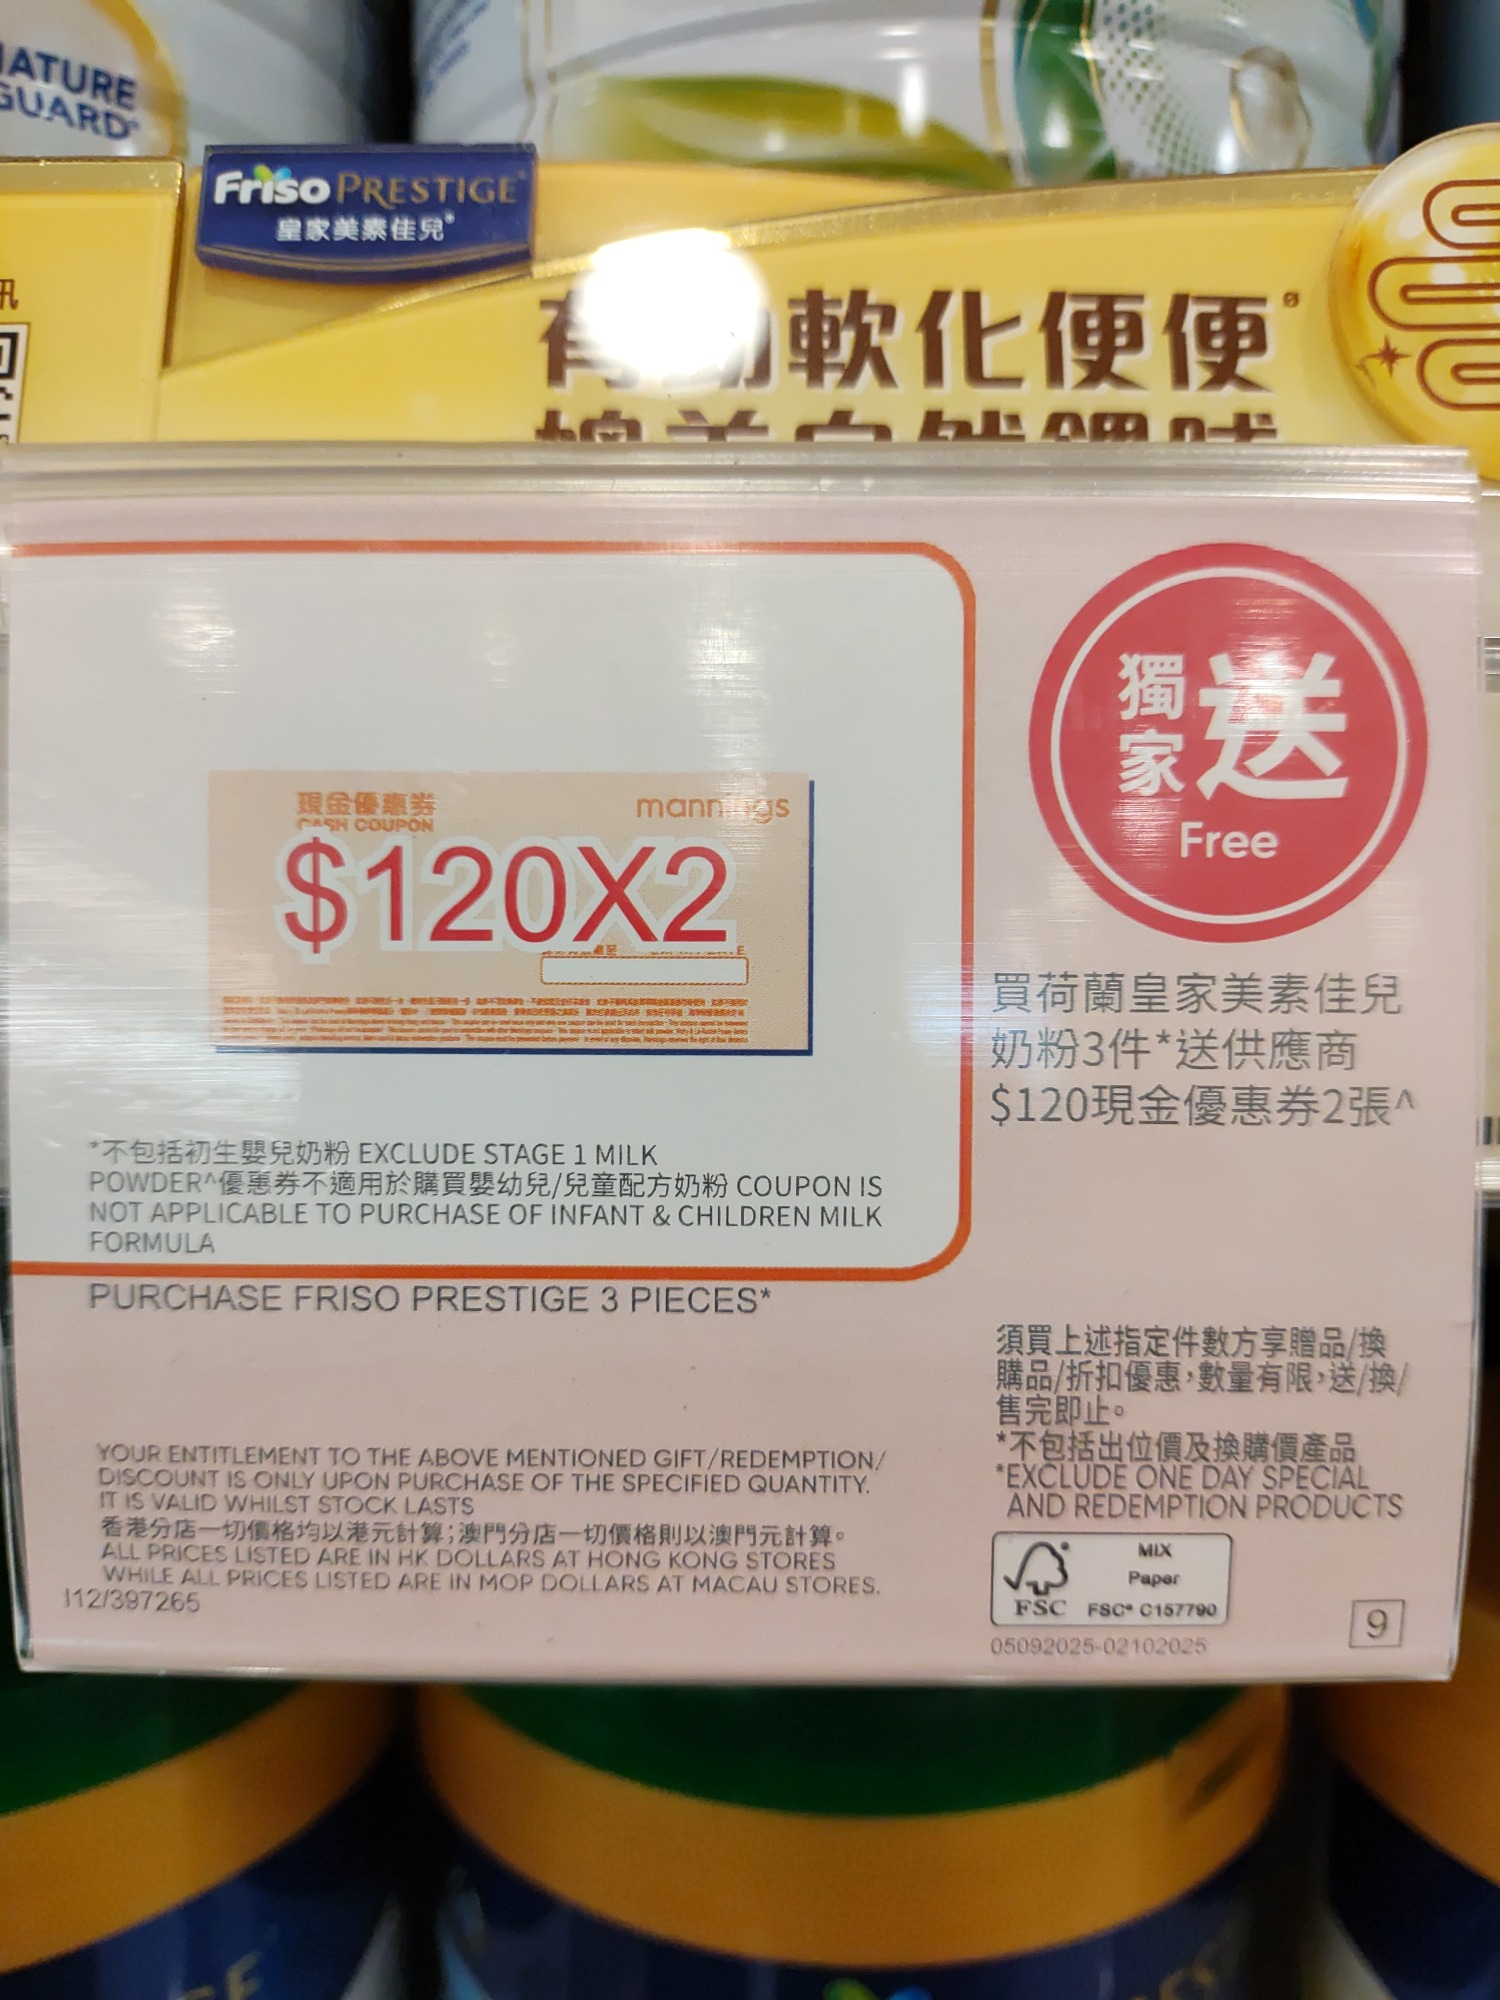 NATURE
GUARD
Friso PRESTIGE
皇家美素佳兒
軟化便便
現金優惠券
CASH COUPON
mannings
$120X2
獨家
送
Free
買荷蘭皇家美素佳兒
奶粉3件*送供應商
$120現金優惠券2張^
*不包括初生嬰兒奶粉 EXCLUDE STAGE 1 MILK
POWDER^優惠券不適用於購買嬰幼兒/兒童配方奶粉 COUPON IS
NOT APPLICABLE TO PURCHASE OF INFANT & CHILDREN MILK
FORMULA
PURCHASE FRISO PRESTIGE 3 PIECES*
須買上述指定件數方享贈品/換
購品/折扣優惠，數量有限，送/換/
售完即止。
*不包括出位價及換購價產品
*EXCLUDE ONE DAY SPECIAL
AND REDEMPTION PRODUCTS
YOUR ENTITLEMENT TO THE ABOVE MENTIONED GIFT/REDEMPTION/
DISCOUNT IS ONLY UPON PURCHASE OF THE SPECIFIED QUANTITY.
IT IS VALID WHILST STOCK LASTS
香港分店一切價格均以港元計算；澳門分店一切價格則以澳門元計算。
ALL PRICES LISTED ARE IN HK DOLLARS AT HONG KONG STORES
WHILE ALL PRICES LISTED ARE IN MOP DOLLARS AT MACAU STORES.
I12/397265
MIX
Paper
FSC
FSC® C157790
05092025-02102025
9